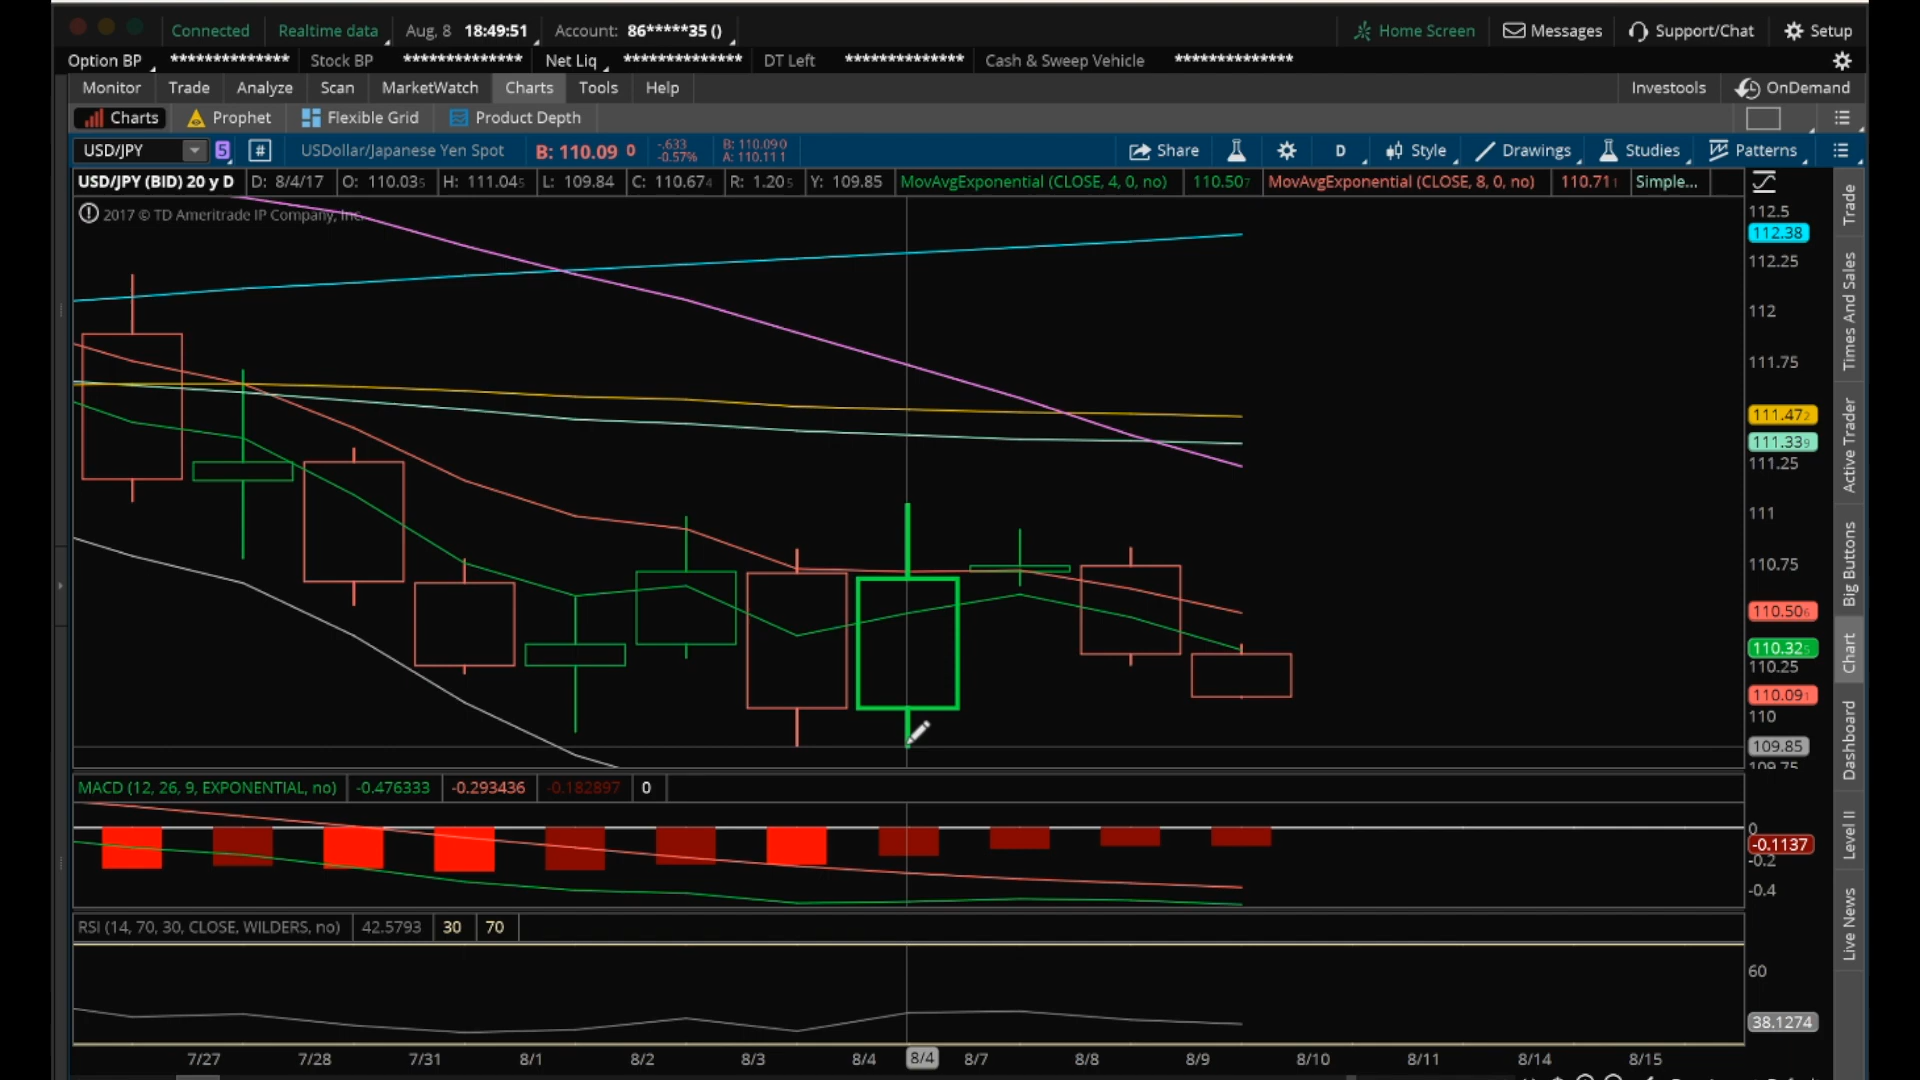 Connected Realtime data Aug, 8 18:49:51 Account: 86*****35 () Home Screen Messages Support/Chat Setup
Option BP ************** Stock BP ************** Net Liq ************** DT Left ************** Cash & Sweep Vehicle **************
Monitor Trade Analyze Scan MarketWatch Charts Tools Help Investools OnDemand
Charts Prophet Flexible Grid Product Depth
USD/JPY 5 # USDollar/Japanese Yen Spot B: 110.09 0 -.633 -0.57% B: 110.09 0 A: 110.11 1 Share D Style Drawings Studies Patterns
USD/JPY (BID) 20 y D D: 8/4/17 O: 110.035 H: 111.045 L: 109.84 C: 110.674 R: 1.205 Y: 109.85 MovAvgExponential (CLOSE, 4, 0, no) 110.507 MovAvgExponential (CLOSE, 8, 0, no) 110.711 Simple...
2017 © TD Ameritrade IP Company, Inc.
112.5
112.38
112.25
112
111.75
111.472
111.339
111.25
111
110.75
110.506
110.325
110.25
110.091
110
109.85
109.75
MACD (12, 26, 9, EXPONENTIAL, no) -0.476333 -0.293436 -0.182897 0
0
-0.1137
-0.2
-0.4
RSI (14, 70, 30, CLOSE, WILDERS, no) 42.5793 30 70
60
38.1274
7/27 7/28 7/31 8/1 8/2 8/3 8/4 8/4 8/7 8/8 8/9 8/10 8/11 8/14 8/15
Trade
Times And Sales
Active Trader
Big Buttons
Chart
Dashboard
Level II
Live News